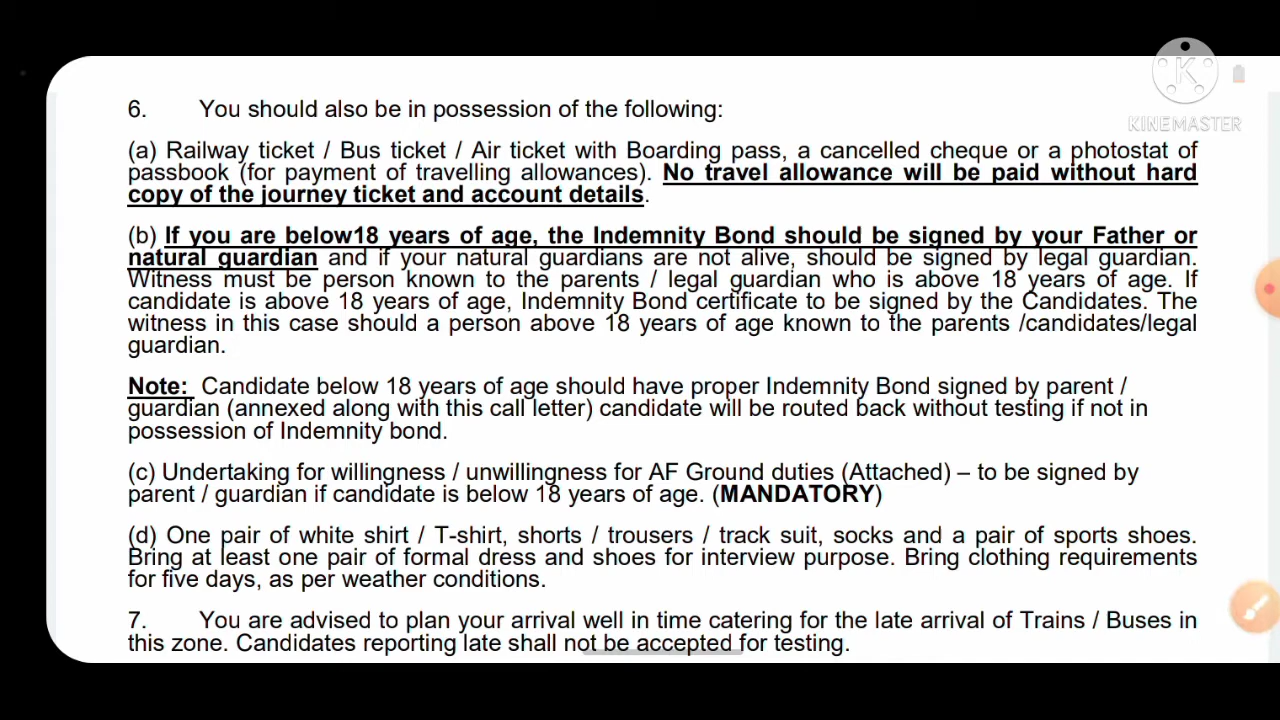 KINEMASTER
6. You should also be in possession of the following:
(a) Railway ticket / Bus ticket / Air ticket with Boarding pass, a cancelled cheque or a photostat of
passbook (for payment of travelling allowances). No travel allowance will be paid without hard
copy of the journey ticket and account details.
(b) If you are below18 years of age, the Indemnity Bond should be signed by your Father or
natural guardian and if your natural guardians are not alive, should be signed by legal guardian.
Witness must be person known to the parents / legal guardian who is above 18 years of age. If
candidate is above 18 years of age, Indemnity Bond certificate to be signed by the Candidates. The
witness in this case should a person above 18 years of age known to the parents /candidates/legal
guardian.
Note: Candidate below 18 years of age should have proper Indemnity Bond signed by parent /
guardian (annexed along with this call letter) candidate will be routed back without testing if not in
possession of Indemnity bond.
(c) Undertaking for willingness / unwillingness for AF Ground duties (Attached) – to be signed by
parent / guardian if candidate is below 18 years of age. (MANDATORY)
(d) One pair of white shirt / T-shirt, shorts / trousers / track suit, socks and a pair of sports shoes.
Bring at least one pair of formal dress and shoes for interview purpose. Bring clothing requirements
for five days, as per weather conditions.
7. You are advised to plan your arrival well in time catering for the late arrival of Trains / Buses in
this zone. Candidates reporting late shall not be accepted for testing.